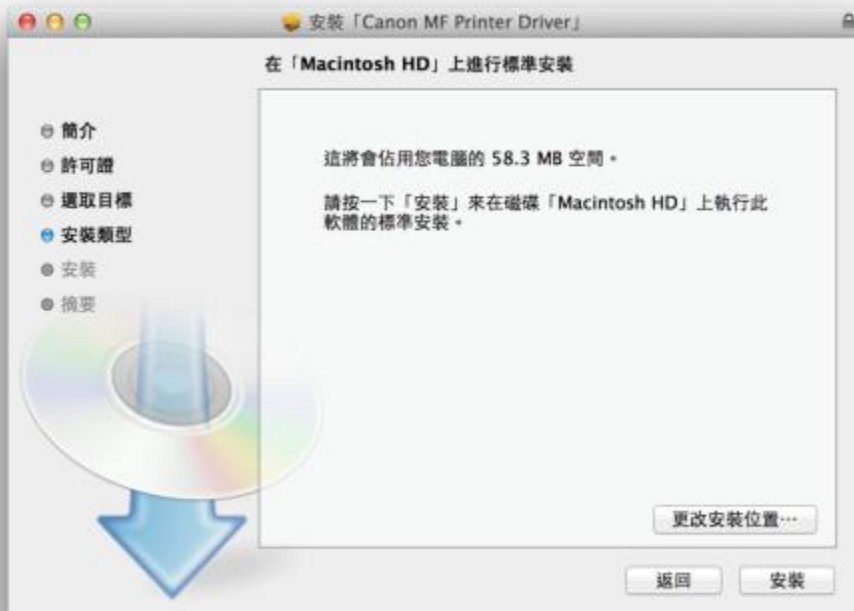 安裝「Canon MF Printer Driver」
在「Macintosh HD」上進行標準安裝
簡介
許可證
選取目標
安裝類型
安裝
摘要
這將會佔用您電腦的 58.3 MB 空間。
請按一下「安裝」來在磁碟「Macintosh HD」上執行此
軟體的標準安裝。
更改安裝位置⋯
返回
安裝